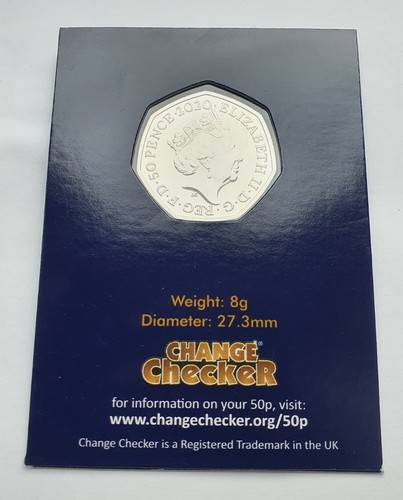 ELIZABETH II · D · G · REG · F · D · 50 PENCE · 2020 ·
Weight: 8g
Diameter: 27.3mm
CHANGE
CHecKeR®
for information on your 50p, visit:
www.changechecker.org/50p
Change Checker is a Registered Trademark in the UK